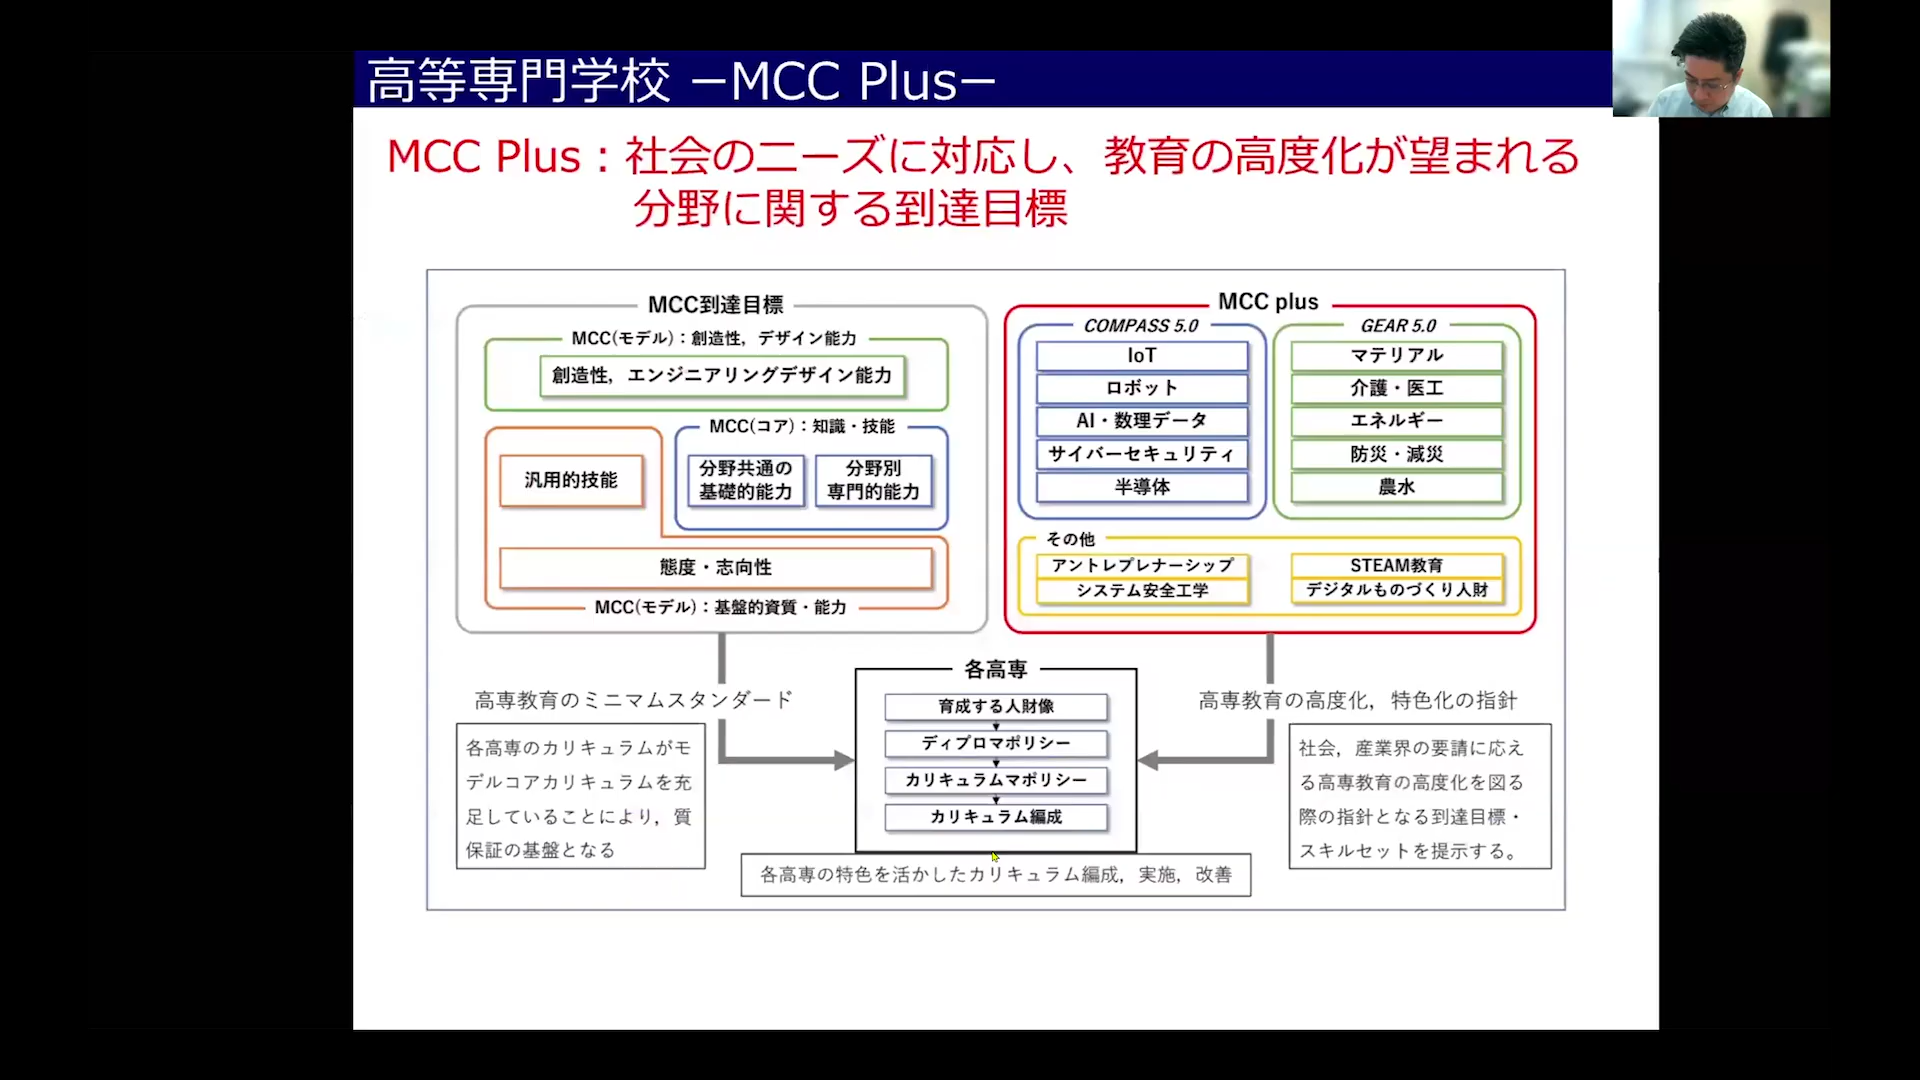 高等専門学校 −MCC Plus−
MCC Plus：社会のニーズに対応し、教育の高度化が望まれる
分野に関する到達目標
MCC到達目標
MCC(モデル)：創造性，デザイン能力
創造性，エンジニアリングデザイン能力
MCC(コア)：知識・技能
汎用的技能
分野共通の
基礎的能力
分野別
専門的能力
態度・志向性
MCC(モデル)：基盤的資質・能力
MCC plus
COMPASS 5.0
IoT
ロボット
AI・数理データ
サイバーセキュリティ
半導体
GEAR 5.0
マテリアル
介護・医工
エネルギー
防災・減災
農水
その他
アントレプレナーシップ
システム安全工学
STEAM教育
デジタルものづくり人財
高専教育のミニマムスタンダード
各高専のカリキュラムがモ
デルコアカリキュラムを充
足していることにより，質
保証の基盤となる
各高専
育成する人財像
ディプロマポリシー
カリキュラムマポリシー
カリキュラム編成
各高専の特色を活かしたカリキュラム編成，実施，改善
高専教育の高度化，特色化の指針
社会，産業界の要請に応え
る高専教育の高度化を図る
際の指針となる到達目標・
スキルセットを提示する。